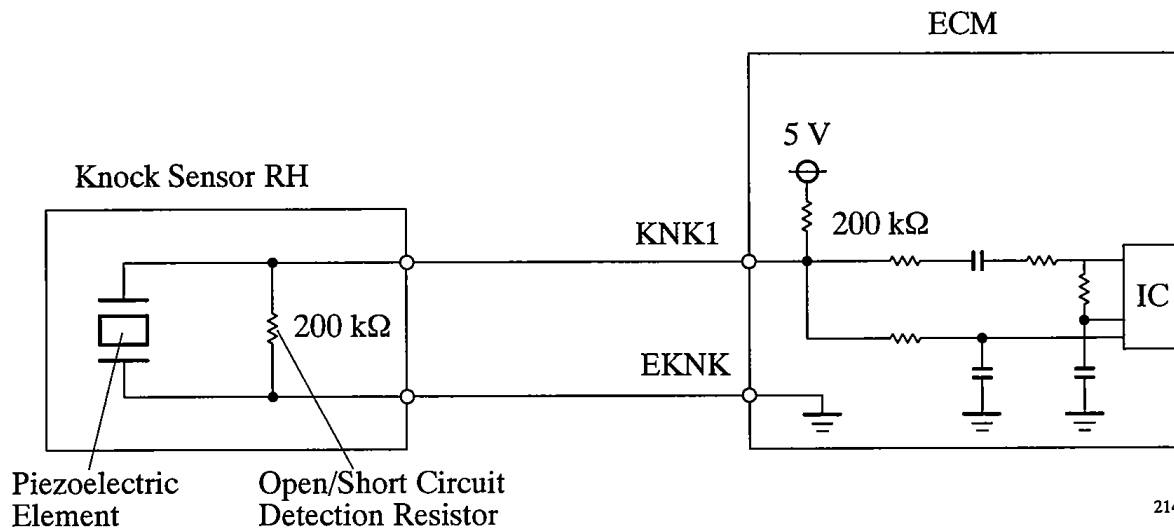 ECM
5 V
Knock Sensor RH
KNK1
200 kΩ
IC
200 kΩ
EKNK
Piezoelectric
Element
Open/Short Circuit
Detection Resistor
214